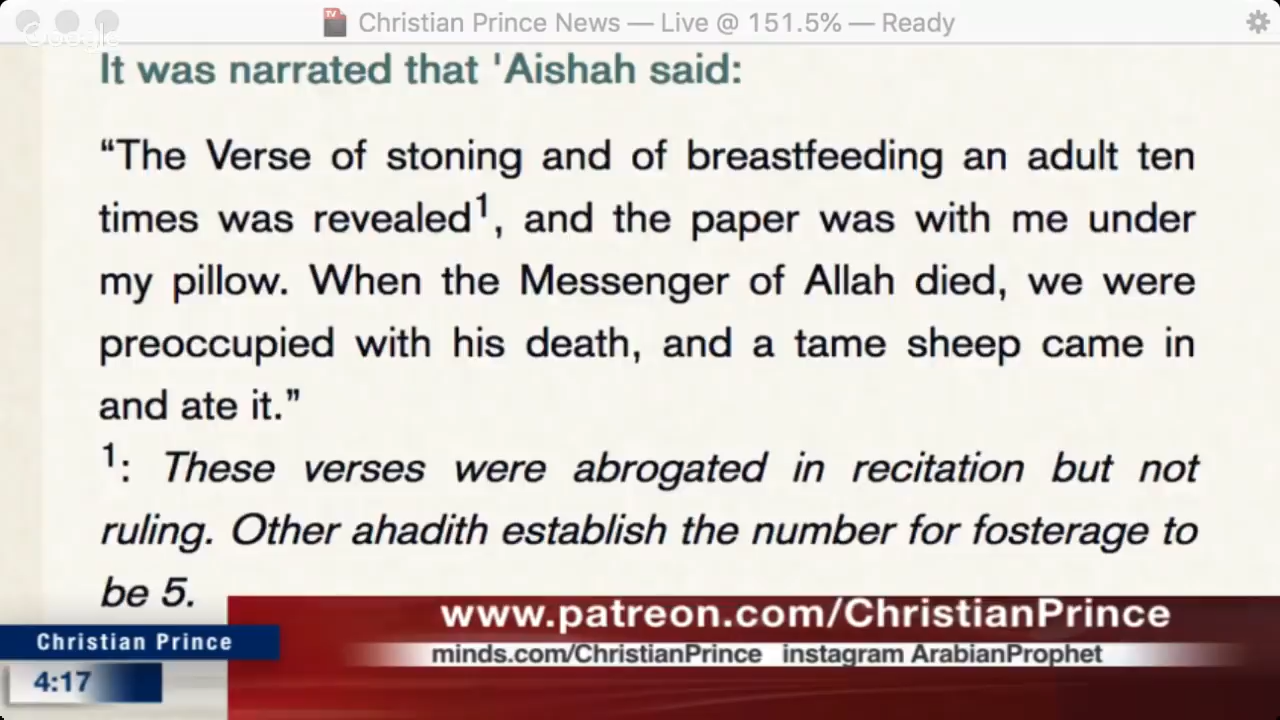 Christian Prince News — Live @ 151.5% — Ready
Google
It was narrated that 'Aishah said:
“The Verse of stoning and of breastfeeding an adult ten
times was revealed¹, and the paper was with me under
my pillow. When the Messenger of Allah died, we were
preoccupied with his death, and a tame sheep came in
and ate it.”
¹: These verses were abrogated in recitation but not
ruling. Other ahadith establish the number for fosterage to
be 5.
www.patreon.com/ChristianPrince
Christian Prince
minds.com/ChristianPrince instagram ArabianProphet
4:17